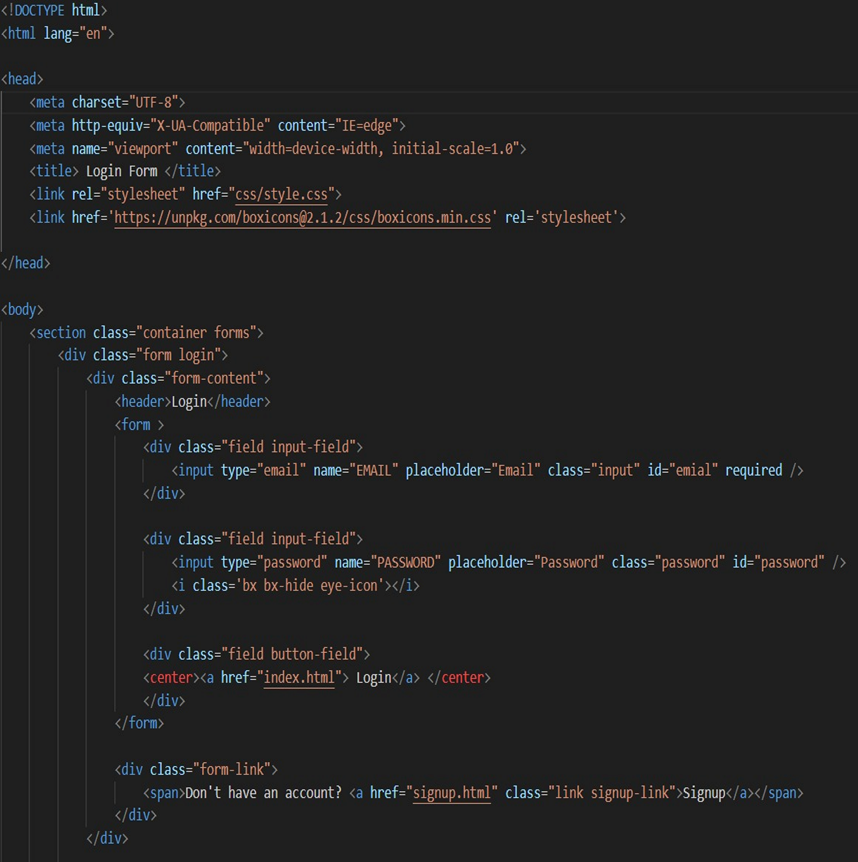 <!DOCTYPE html>
<html lang="en">
<head>
<meta charset="UTF-8">
<meta http-equiv="X-UA-Compatible" content="IE=edge">
<meta name="viewport" content="width=device-width, initial-scale=1.0">
<title> Login Form </title>
<link rel="stylesheet" href="css/style.css">
<link href='https://unpkg.com/boxicons@2.1.2/css/boxicons.min.css' rel='stylesheet'>
</head>
<body>
<section class="container forms">
<div class="form login">
<div class="form-content">
<header>Login</header>
<form >
<div class="field input-field">
<input type="email" name="EMAIL" placeholder="Email" class="input" id="emial" required />
</div>
<div class="field input-field">
<input type="password" name="PASSWORD" placeholder="Password" class="password" id="password" />
<i class='bx bx-hide eye-icon'></i>
</div>
<div class="field button-field">
<center><a href="index.html"> Login</a> </center>
</div>
</form>
<div class="form-link">
<span>Don't have an account? <a href="signup.html" class="link signup-link">Signup</a></span>
</div>
</div>